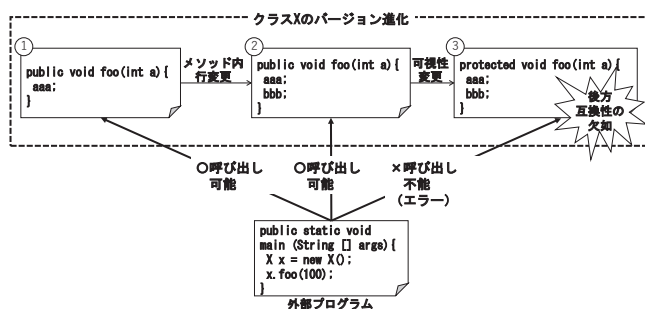 クラスXのバージョン進化
①
public void foo(int a){
aaa;
}
メソッド内
行変更
②
public void foo(int a){
aaa;
bbb;
}
可視性
変更
③
protected void foo(int a){
aaa;
bbb;
}
後方
互換性の
欠如
○呼び出し
可能
○呼び出し
可能
×呼び出し
不能
(エラー)
public static void
main (String [] args){
X x = new X();
x.foo(100);
}
外部プログラム